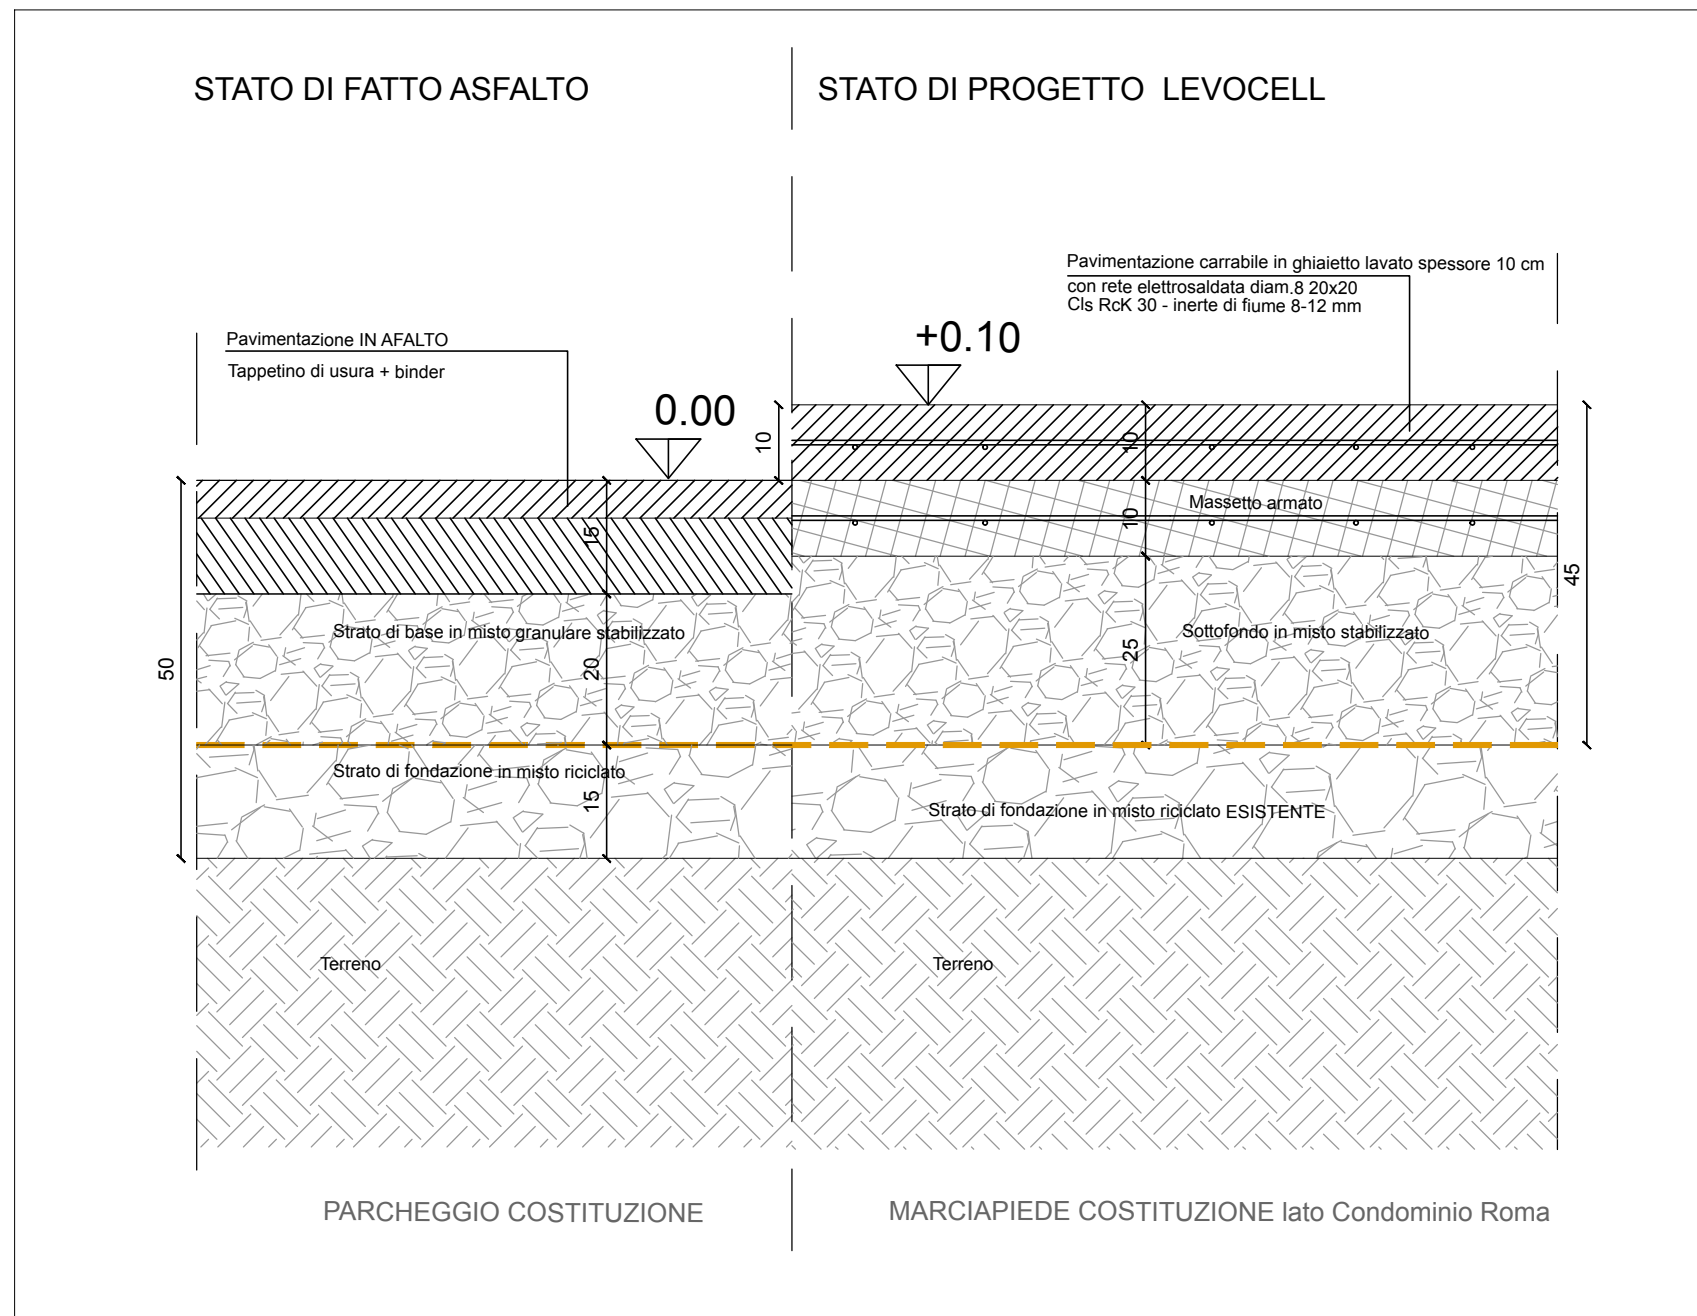 STATO DI FATTO ASFALTO
STATO DI PROGETTO LEVOCELL
Pavimentazione carrabile in ghiaietto lavato spessore 10 cm
con rete elettrosaldata diam.8 20x20
Cls RcK 30 - inerte di fiume 8-12 mm
Pavimentazione IN AFALTO
Tappetino di usura + binder
+0.10
0.00
10
10
Massetto armato
10
15
45
Strato di base in misto granulare stabilizzato
Sottofondo in misto stabilizzato
50
20
25
Strato di fondazione in misto riciclato
15
Strato di fondazione in misto riciclato ESISTENTE
Terreno
Terreno
PARCHEGGIO COSTITUZIONE
MARCIAPIEDE COSTITUZIONE lato Condominio Roma